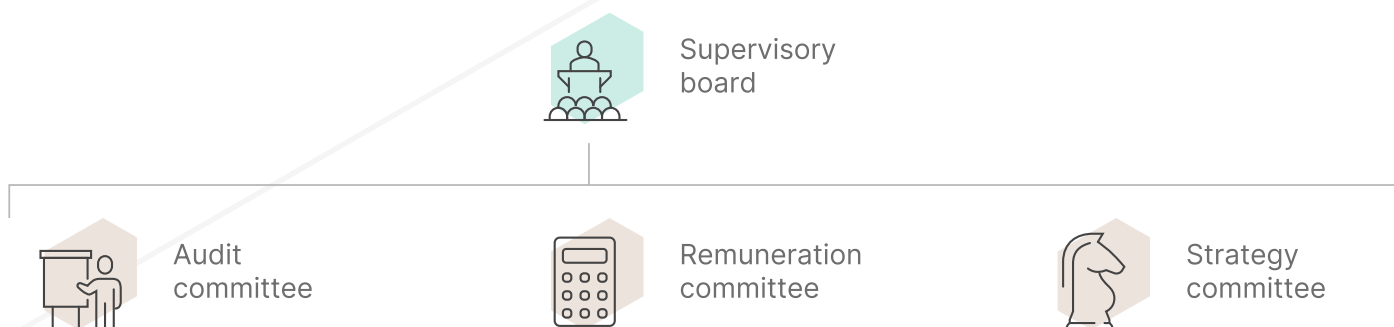 Supervisory
board
Audit
committee
Remuneration
committee
Strategy
committee